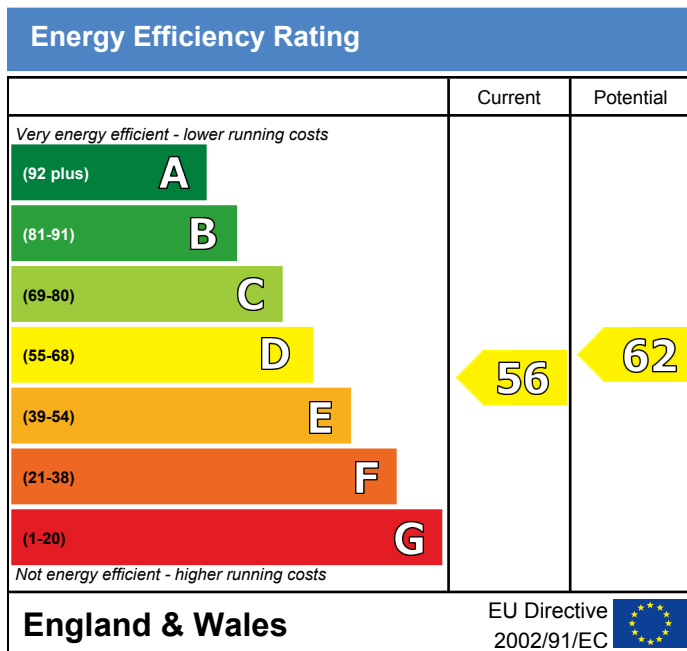 Energy Efficiency Rating
Current Potential
Very energy efficient - lower running costs
(92 plus) A
(81-91) B
(69-80) C
(55-68) D
(39-54) E
(21-38) F
(1-20) G
56
62
Not energy efficient - higher running costs
England & Wales
EU Directive
2002/91/EC